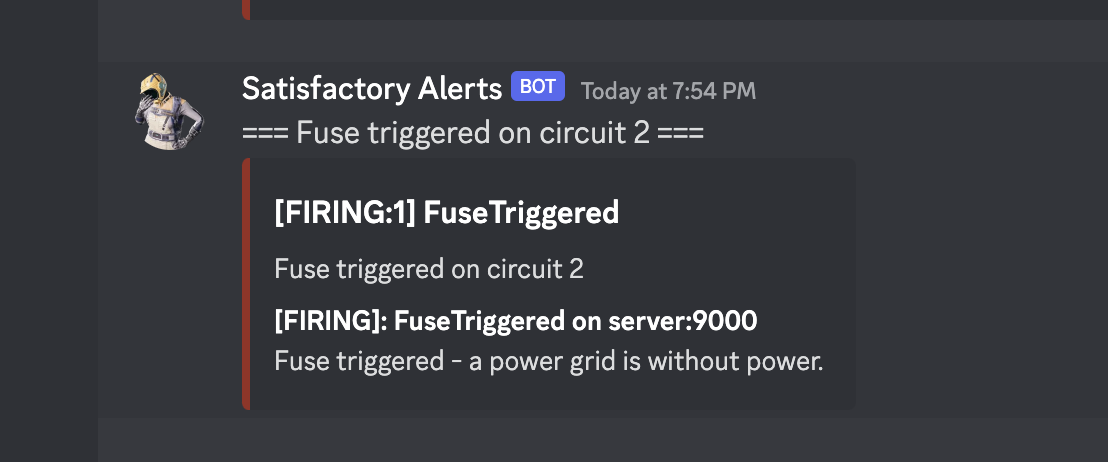 Satisfactory Alerts BOT Today at 7:54 PM
=== Fuse triggered on circuit 2 ===
[FIRING:1] FuseTriggered
Fuse triggered on circuit 2
[FIRING]: FuseTriggered on server:9000
Fuse triggered - a power grid is without power.